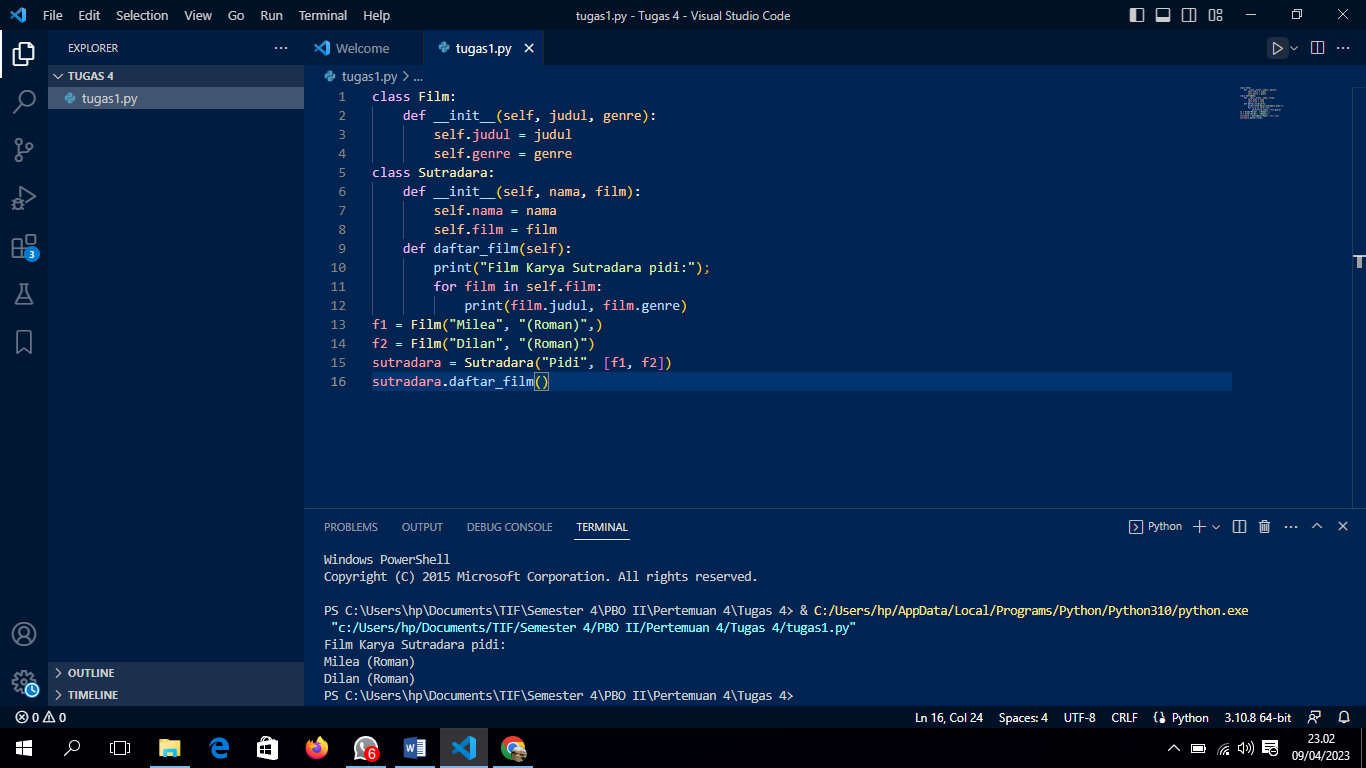 File Edit Selection View Go Run Terminal Help tugas1.py - Tugas 4 - Visual Studio Code
EXPLORER
TUGAS 4
tugas1.py
Welcome tugas1.py
tugas1.py > ...
1 class Film:
2     def __init__(self, judul, genre):
3         self.judul = judul
4         self.genre = genre
5 class Sutradara:
6     def __init__(self, nama, film):
7         self.nama = nama
8         self.film = film
9     def daftar_film(self):
10         print("Film Karya Sutradara pidi:");
11         for film in self.film:
12             print(film.judul, film.genre)
13 f1 = Film("Milea", "(Roman)",)
14 f2 = Film("Dilan", "(Roman)")
15 sutradara = Sutradara("Pidi", [f1, f2])
16 sutradara.daftar_film()
3
PROBLEMS OUTPUT DEBUG CONSOLE TERMINAL Python
Windows PowerShell
Copyright (C) 2015 Microsoft Corporation. All rights reserved.
PS C:\Users\hp\Documents\TIF\Semester 4\PBO II\Pertemuan 4\Tugas 4> & C:/Users/hp/AppData/Local/Programs/Python/Python310/python.exe
"c:/Users/hp/Documents/TIF/Semester 4/PBO II/Pertemuan 4/Tugas 4/tugas1.py"
Film Karya Sutradara pidi:
Milea (Roman)
Dilan (Roman)
PS C:\Users\hp\Documents\TIF\Semester 4\PBO II\Pertemuan 4\Tugas 4>
OUTLINE
TIMELINE
0 0 Ln 16, Col 24 Spaces: 4 UTF-8 CRLF Python 3.10.8 64-bit
6
23.02
09/04/2023